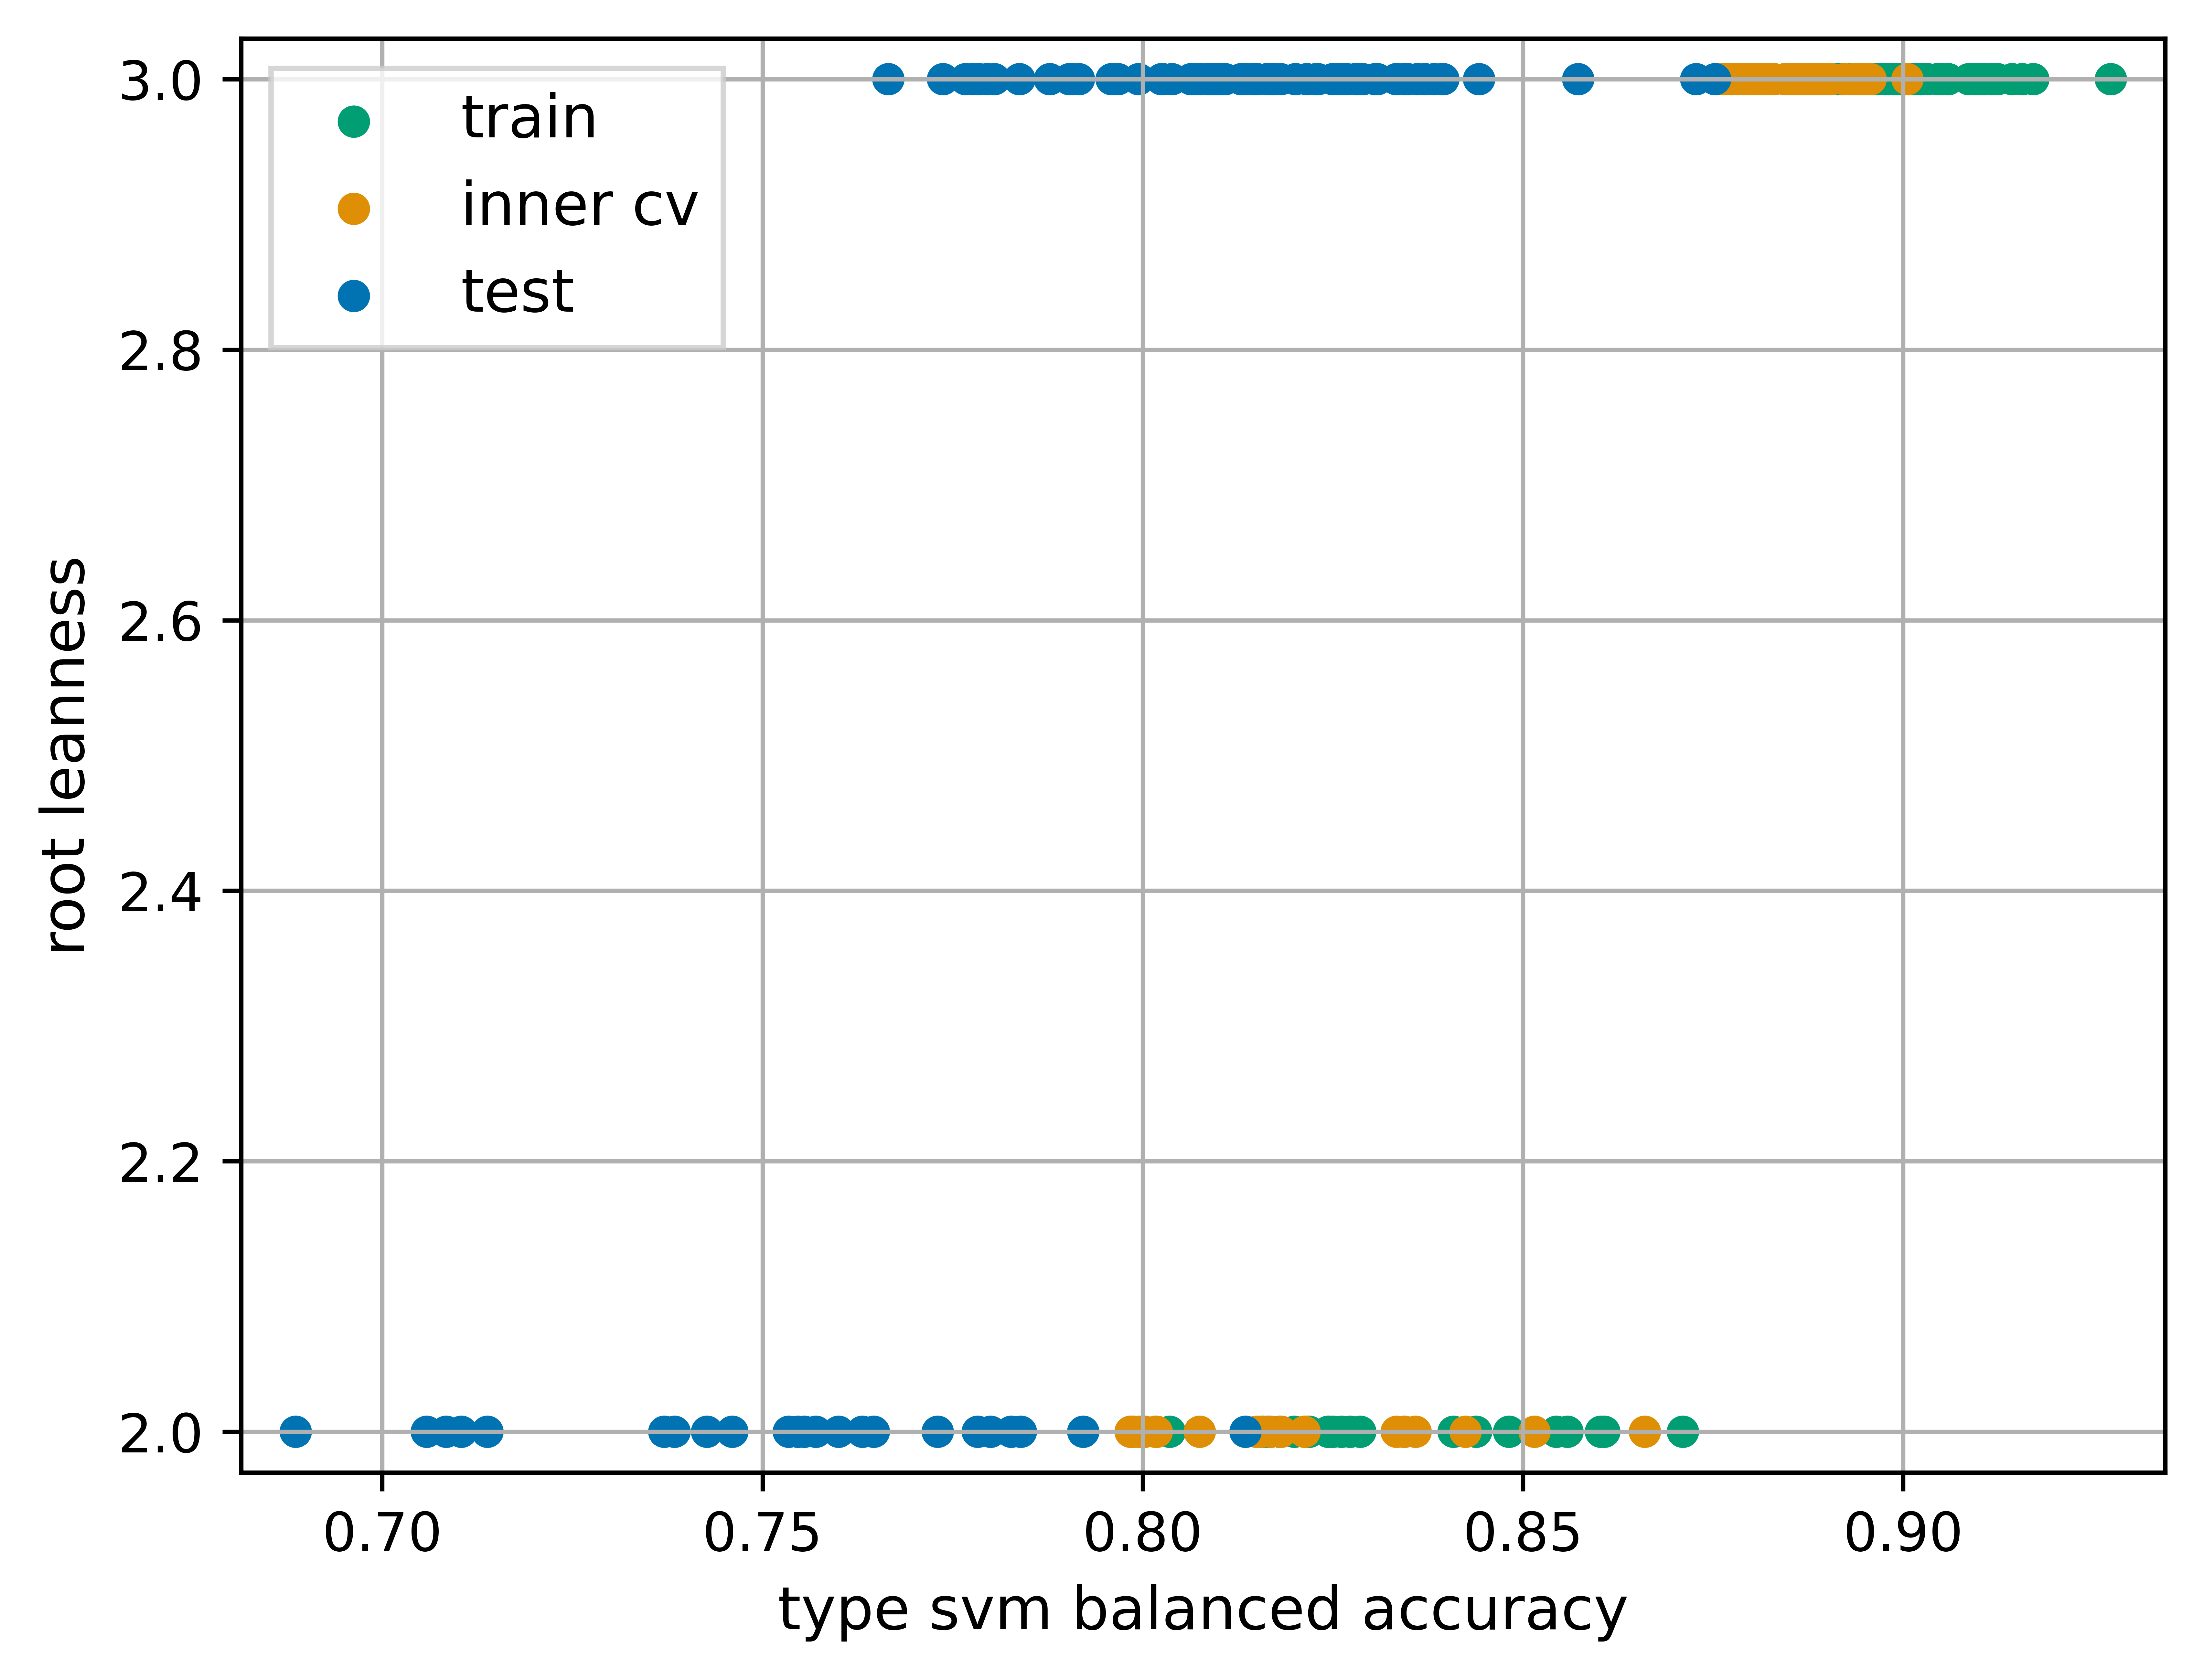 3.0
2.8
2.6
2.4
2.2
2.0
root leanness
train
inner cv
test
0.70 0.75 0.80 0.85 0.90
type svm balanced accuracy